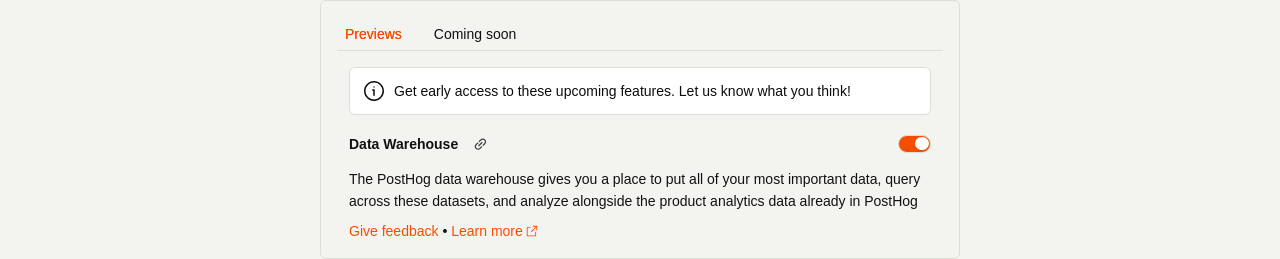 Previews Coming soon
Get early access to these upcoming features. Let us know what you think!
Data Warehouse
The PostHog data warehouse gives you a place to put all of your most important data, query
across these datasets, and analyze alongside the product analytics data already in PostHog
Give feedback • Learn more